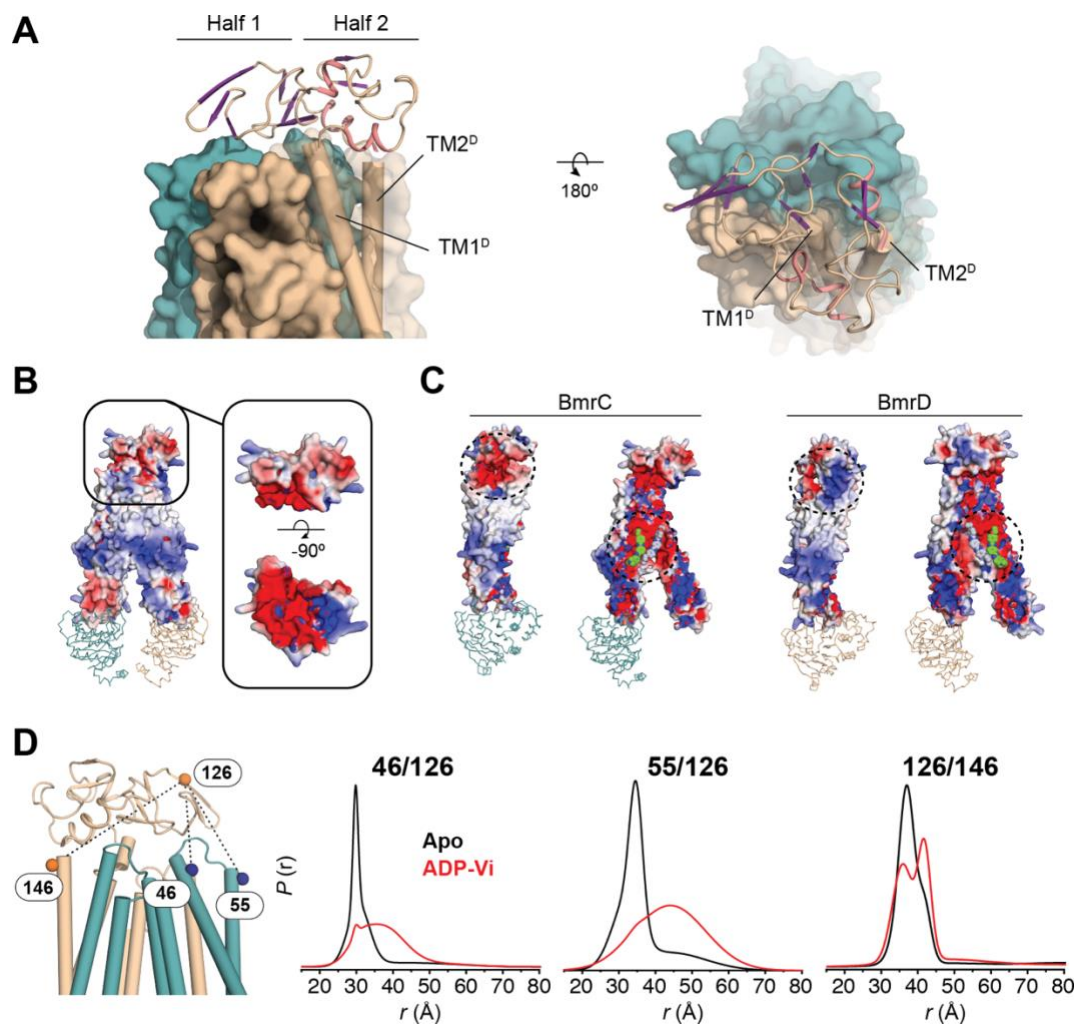 A
Half 1 Half 2
TM2ᴰ
TM1ᴰ
180º
TM1ᴰ
TM2ᴰ
B
-90º
C
BmrC BmrD
D
126
146
46
55
46/126
55/126
126/146
Apo
ADP-Vi
P (r)
20 30 40 50 60 70 80
20 30 40 50 60 70 80
20 30 40 50 60 70 80
r (Å)
r (Å)
r (Å)